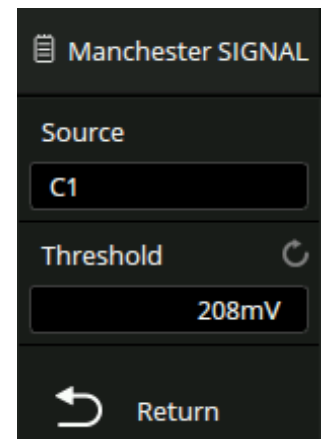 Manchester SIGNAL
Source
C1
Threshold
208mV
Return